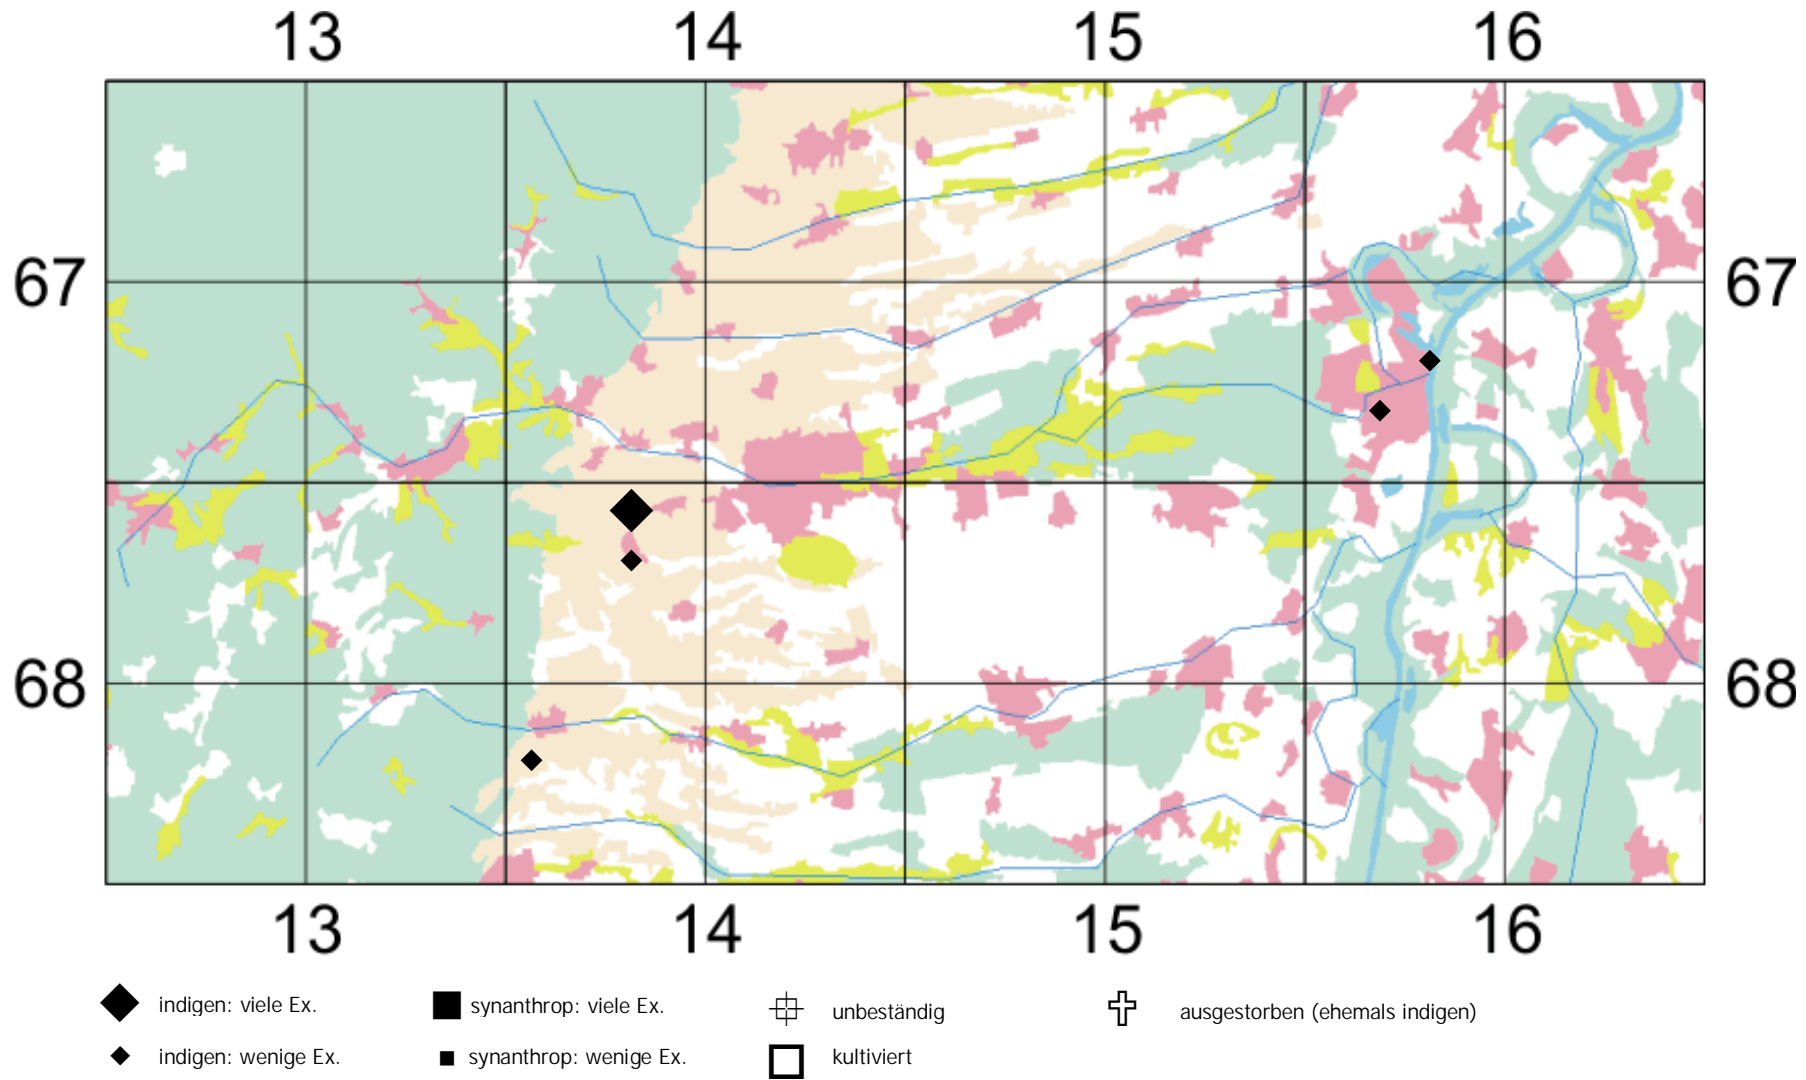 13 14 15 16
67 67
68 68
13 14 15 16
indigen: viele Ex. synanthrop: viele Ex. unbeständig ausgestorben (ehemals indigen)
indigen: wenige Ex. synanthrop: wenige Ex. kultiviert